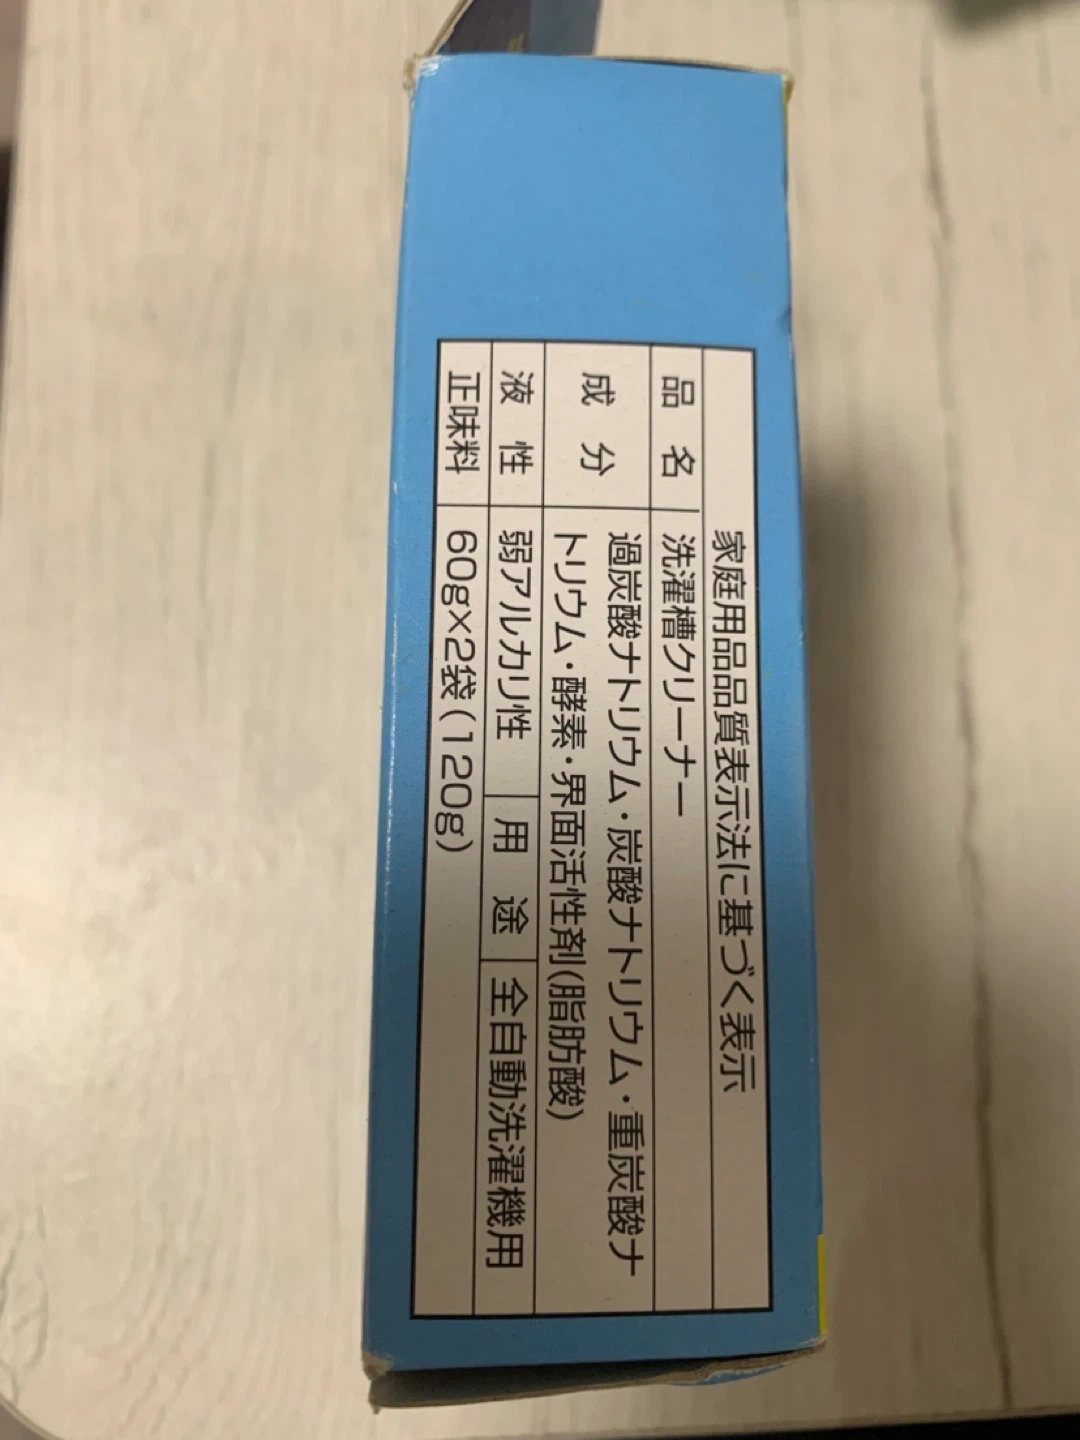 家庭用品品質表示法に基づく表示
品名 洗濯槽クリーナー
成分 過炭酸ナトリウム・炭酸ナトリウム・重炭酸ナ
トリウム・酵素・界面活性剤(脂肪酸)
液性 弱アルカリ性 用途 全自動洗濯機用
正味料 60g×2袋(120g)